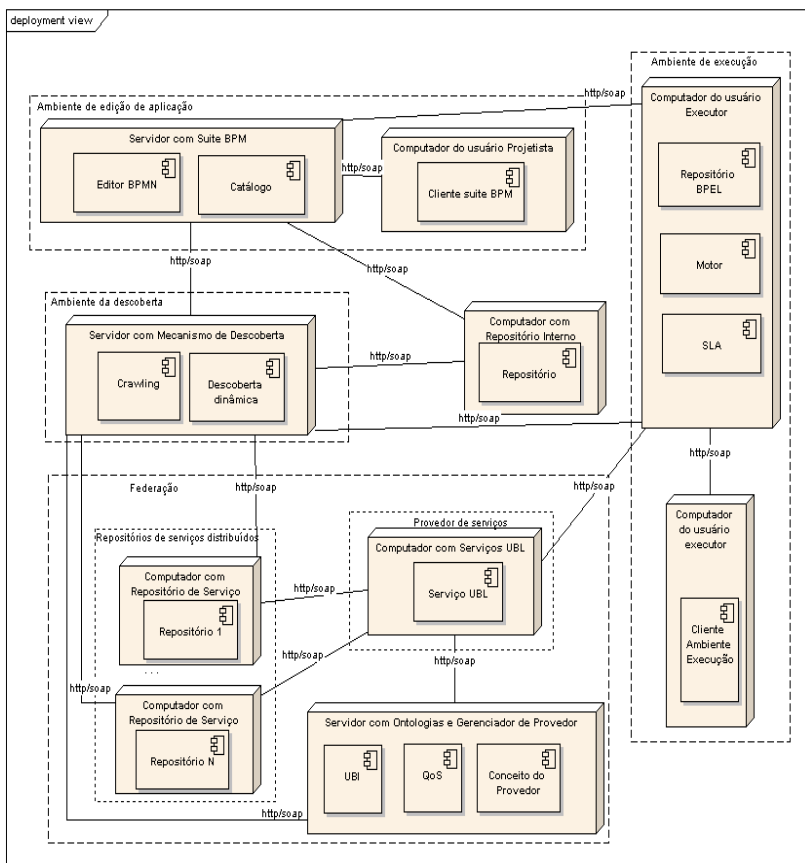 deployment view
Ambiente de execução
http/soap
Computador do usuário
Executor
Ambiente de edição de aplicação
Servidor com Suite BPM
Editor BPMN
Catálogo
http/soap
Computador do usuário Projetista
Cliente suite BPM
Repositório
BPEL
Motor
SLA
http/soap
http/soap
Ambiente da descoberta
Servidor com Mecanismo de Descoberta
Crawling
Descoberta
dinâmica
http/soap
Computador com
Repositório Interno
Repositório
http/soap
http/soap
Computador
do usuário
executor
Cliente
Ambiente
Execução
Federação
http/soap
http/soap
Repositórios de serviços distribuídos
Provedor de serviços
Computador com Serviços UBL
Serviço UBL
Computador com
Repositório de Serviço
Repositório 1
http/soap
. . .
http/soap
http/soap
http/soap
Computador com
Repositório de Serviço
Repositório N
Servidor com Ontologias e Gerenciador de Provedor
UBI
QoS
Conceito do
Provedor
http/soap